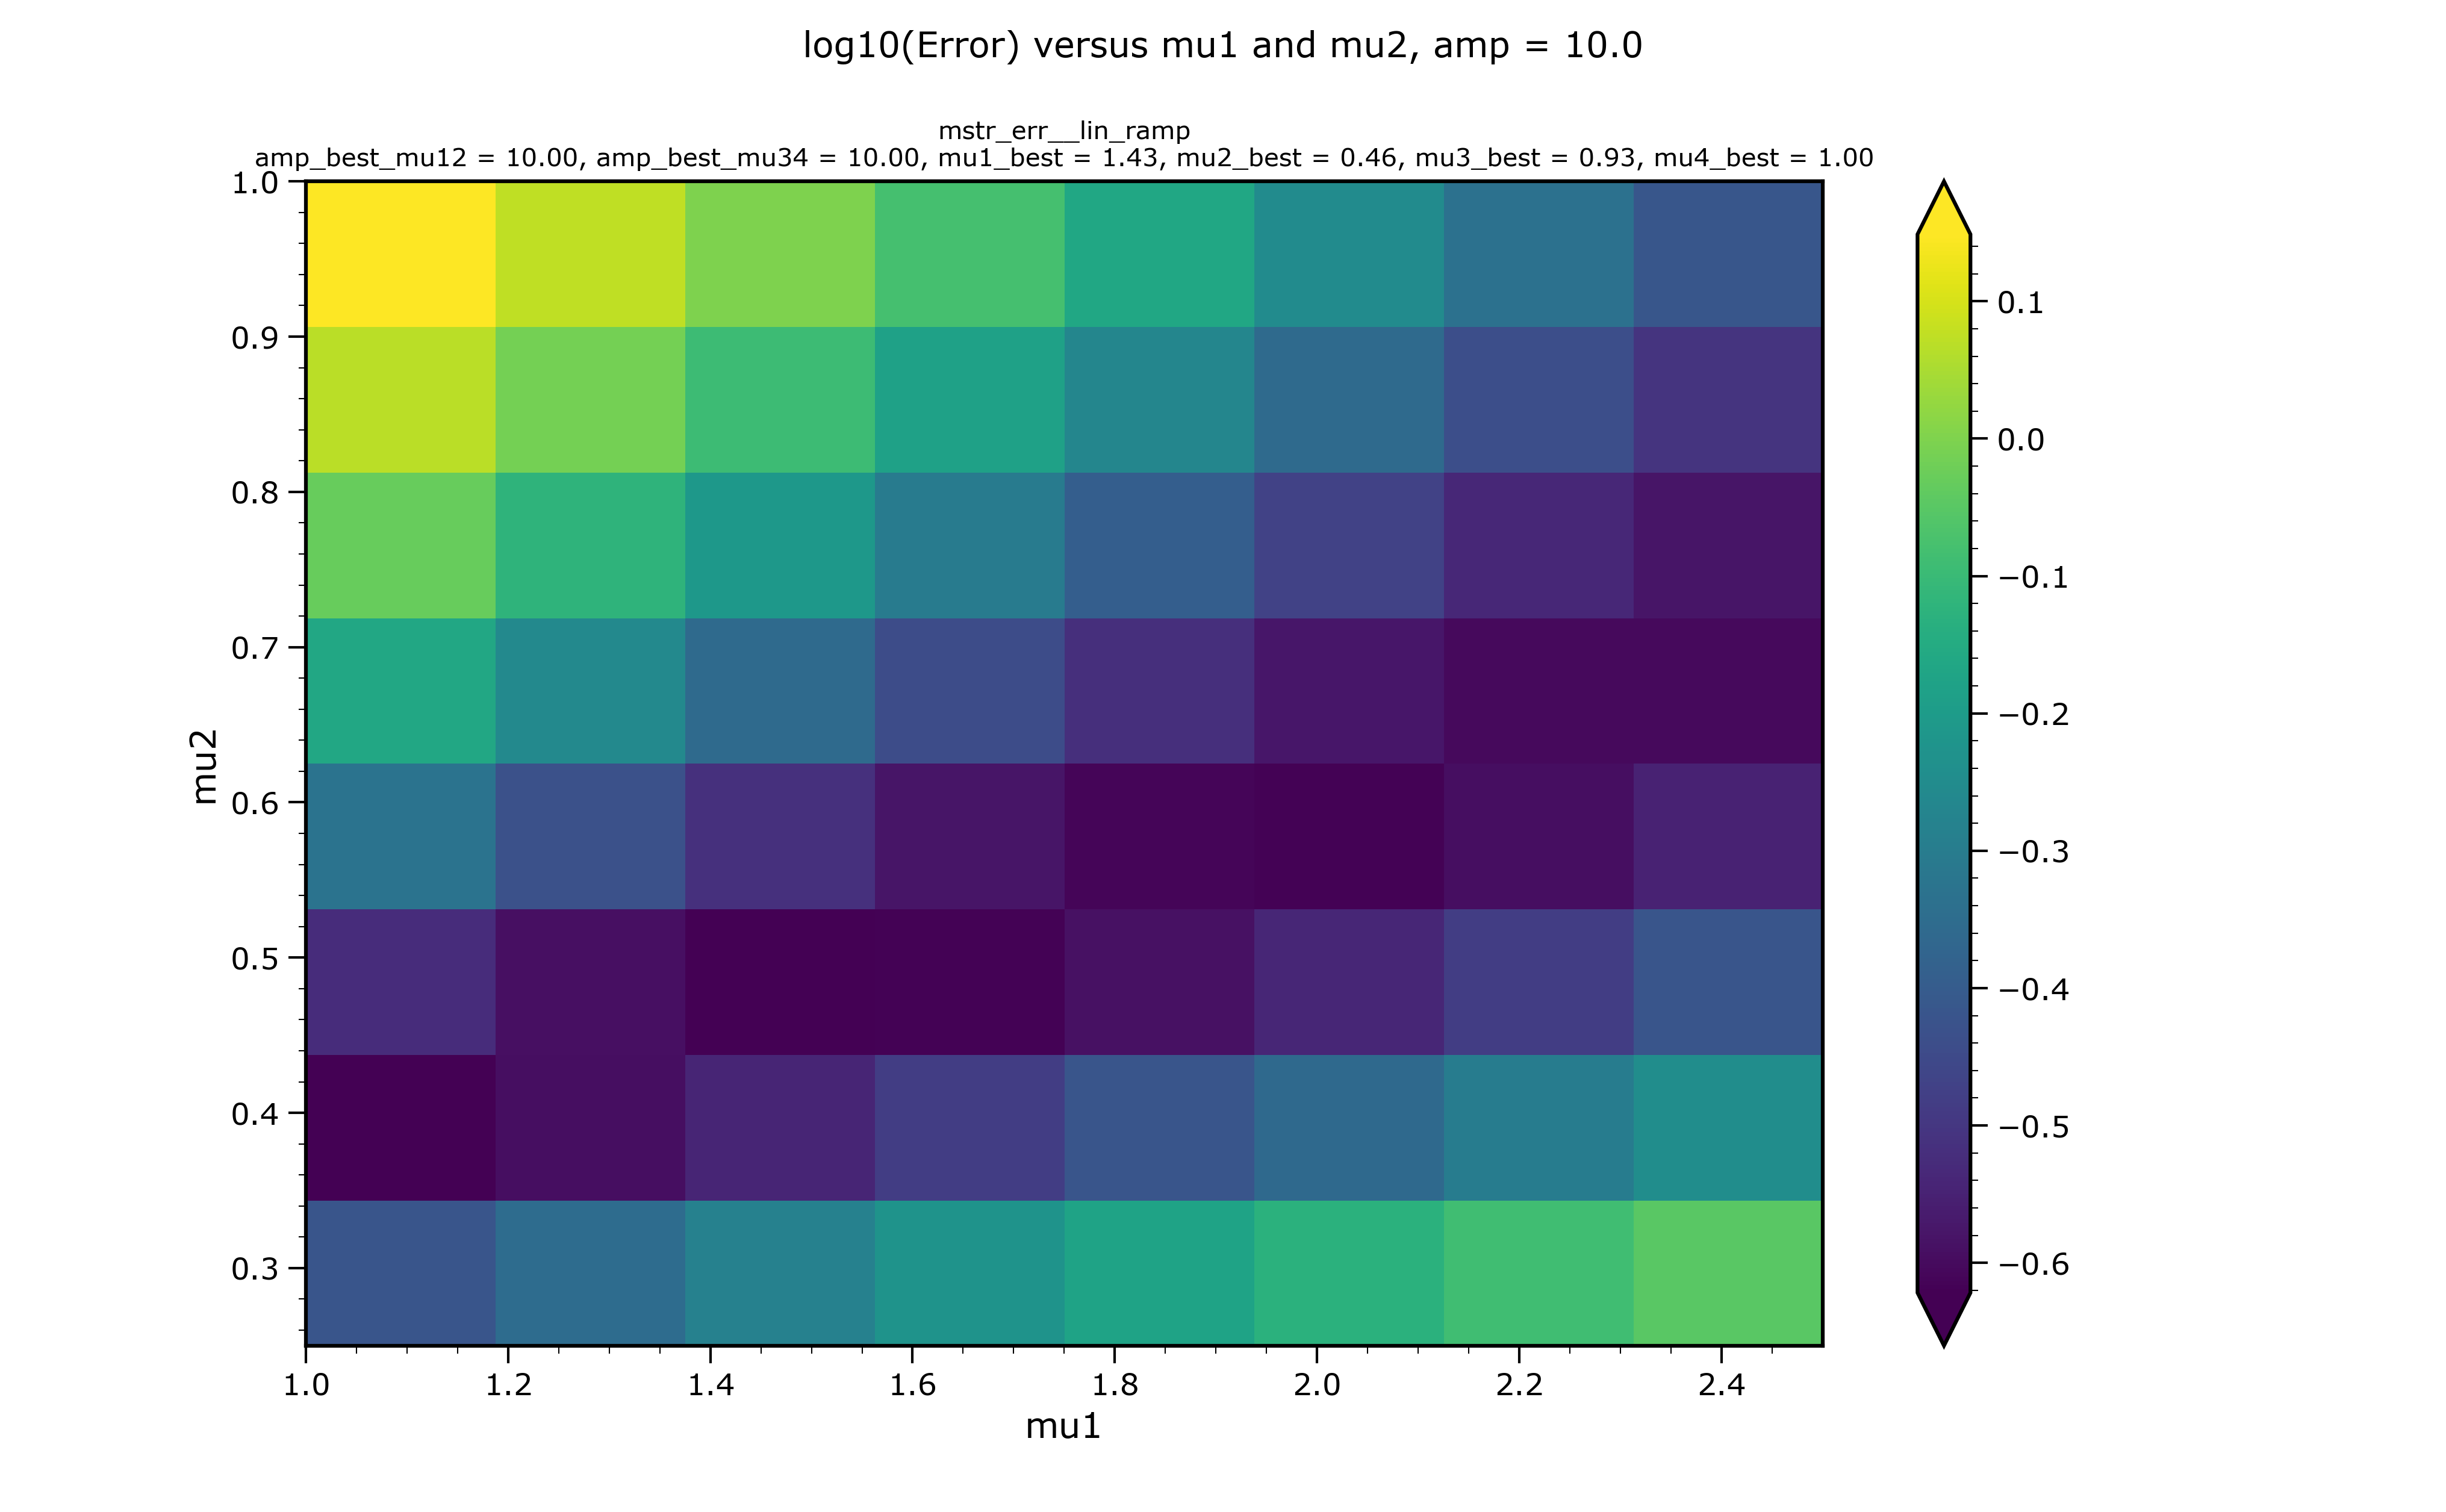 log10(Error) versus mu1 and mu2, amp = 10.0
mstr_err__lin_ramp
amp_best_mu12 = 10.00, amp_best_mu34 = 10.00, mu1_best = 1.43, mu2_best = 0.46, mu3_best = 0.93, mu4_best = 1.00
1.0
0.9
0.8
0.7
0.6
0.5
0.4
0.3
mu2
1.0 1.2 1.4 1.6 1.8 2.0 2.2 2.4
mu1
0.1
0.0
−0.1
−0.2
−0.3
−0.4
−0.5
−0.6